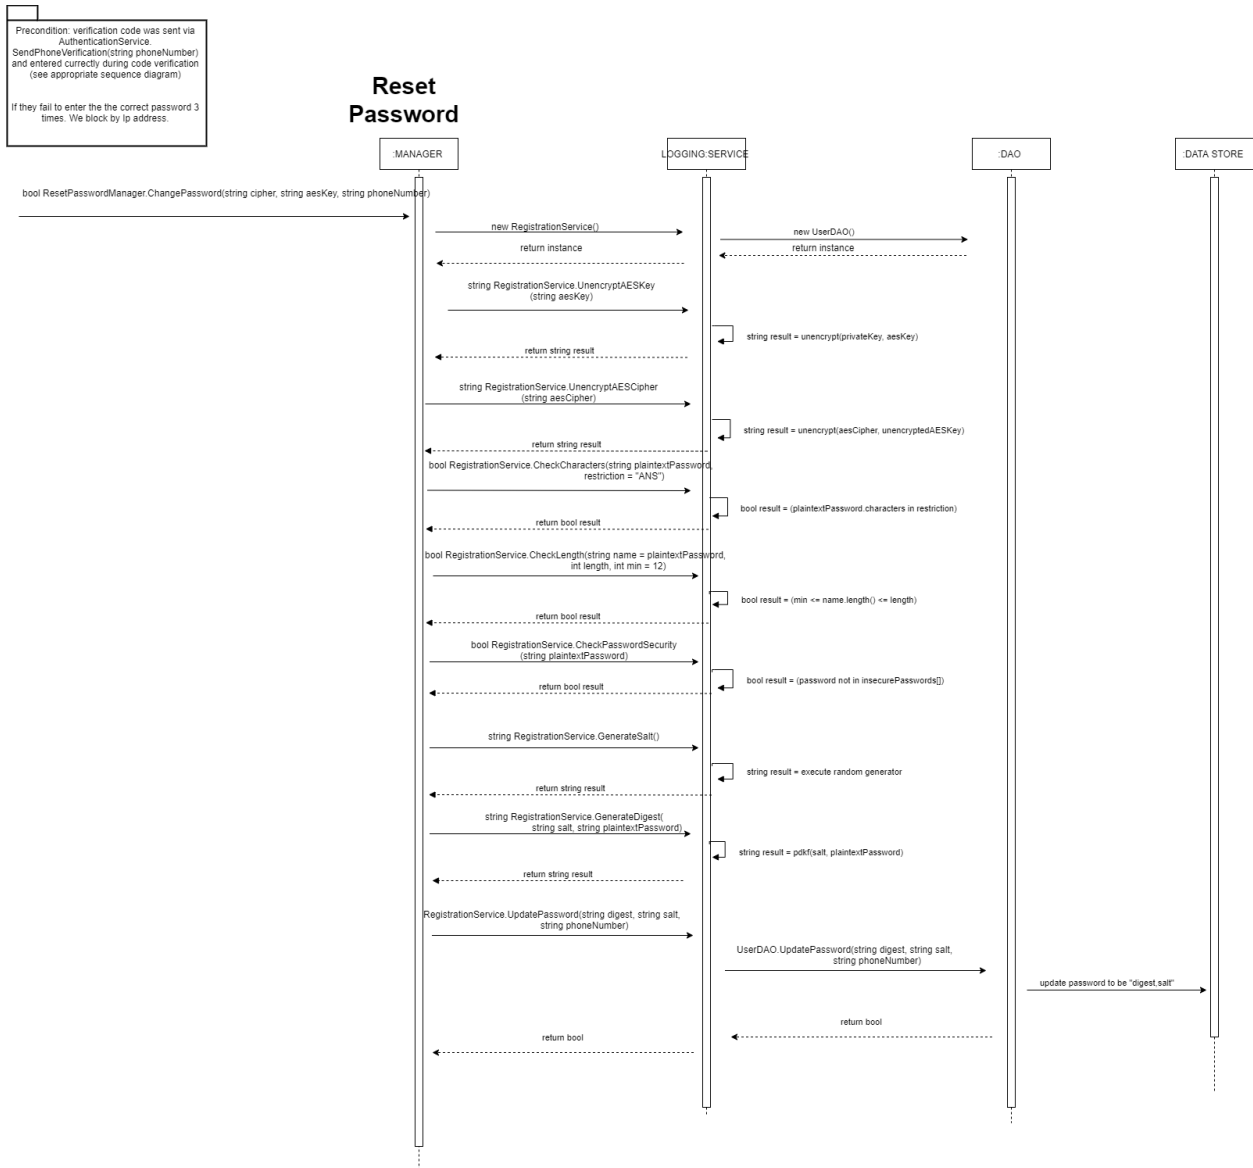 Precondition: verification code was sent via
AuthenticationService.
SendPhoneVerification(string phoneNumber)
and entered currectly during code verification
(see appropriate sequence diagram)
If they fail to enter the the correct password 3
times. We block by Ip address.
Reset
Password
:MANAGER
LOGGING:SERVICE
:DAO
:DATA STORE
bool ResetPasswordManager.ChangePassword(string cipher, string aesKey, string phoneNumber)
new RegistrationService()
new UserDAO()
return instance
return instance
string RegistrationService.UnencryptAESKey
(string aesKey)
string result = unencrypt(privateKey, aesKey)
return string result
string RegistrationService.UnencryptAESCipher
(string aesCipher)
string result = unencrypt(aesCipher, unencryptedAESKey)
return string result
bool RegistrationService.CheckCharacters(string plaintextPassword,
restriction = "ANS")
bool result = (plaintextPassword.characters in restriction)
return bool result
bool RegistrationService.CheckLength(string name = plaintextPassword,
int length, int min = 12)
bool result = (min <= name.length() <= length)
return bool result
bool RegistrationService.CheckPasswordSecurity
(string plaintextPassword)
bool result = (password not in insecurePasswords[])
return bool result
string RegistrationService.GenerateSalt()
string result = execute random generator
return string result
string RegistrationService.GenerateDigest(
string salt, string plaintextPassword)
string result = pdkf(salt, plaintextPassword)
return string result
RegistrationService.UpdatePassword(string digest, string salt,
string phoneNumber)
UserDAO.UpdatePassword(string digest, string salt,
string phoneNumber)
update password to be "digest,salt"
return bool
return bool